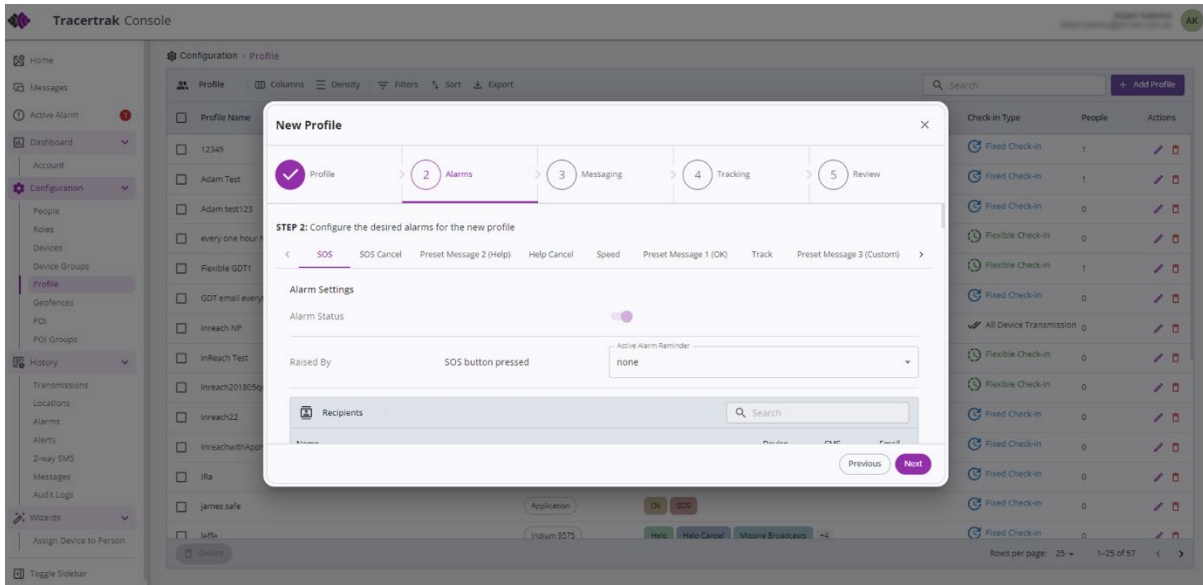 Tracertrak Console
AK
Home
Messages
Active Alarm 1
Dashboard
Account
Configuration
People
Roles
Devices
Device Groups
Profile
Geofences
POI
POI Groups
History
Transmissions
Locations
Alarms
Alerts
2-way SMS
Messages
Audit Logs
Wizards
Assign Device to Person
Toggle Sidebar
Configuration › Profile
Profile Columns Density Filters Sort Export Search + Add Profile
Profile Name Check-in Type People Actions
12345 Fixed Check-in 1
Adam Test Fixed Check-in 1
Adam test123 Fixed Check-in 0
every one hour Flexible Check-in 0
Flexible GDT1 Flexible Check-in 1
GDT email every Fixed Check-in 0
Inreach NP All Device Transmission 0
InReach Test Flexible Check-in 0
Flexible Check-in 0
inreach22 Fixed Check-in 0
Fixed Check-in 0
iRa Fixed Check-in 0
James safe Application Ok SOS Fixed Check-in 0
Jeffe Iridium 9575 Help Help Cancel Missing Broadcasts +4 Fixed Check-in 0
Delete Rows per page: 25 1–25 of 57
New Profile
Profile 2 Alarms 3 Messaging 4 Tracking 5 Review
STEP 2: Configure the desired alarms for the new profile
SOS SOS Cancel Preset Message 2 (Help) Help Cancel Speed Preset Message 1 (OK) Track Preset Message 3 (Custom)
Alarm Settings
Alarm Status
Active Alarm Reminder
Raised By SOS button pressed none
Recipients Search
Name Device SMS Email
Previous Next